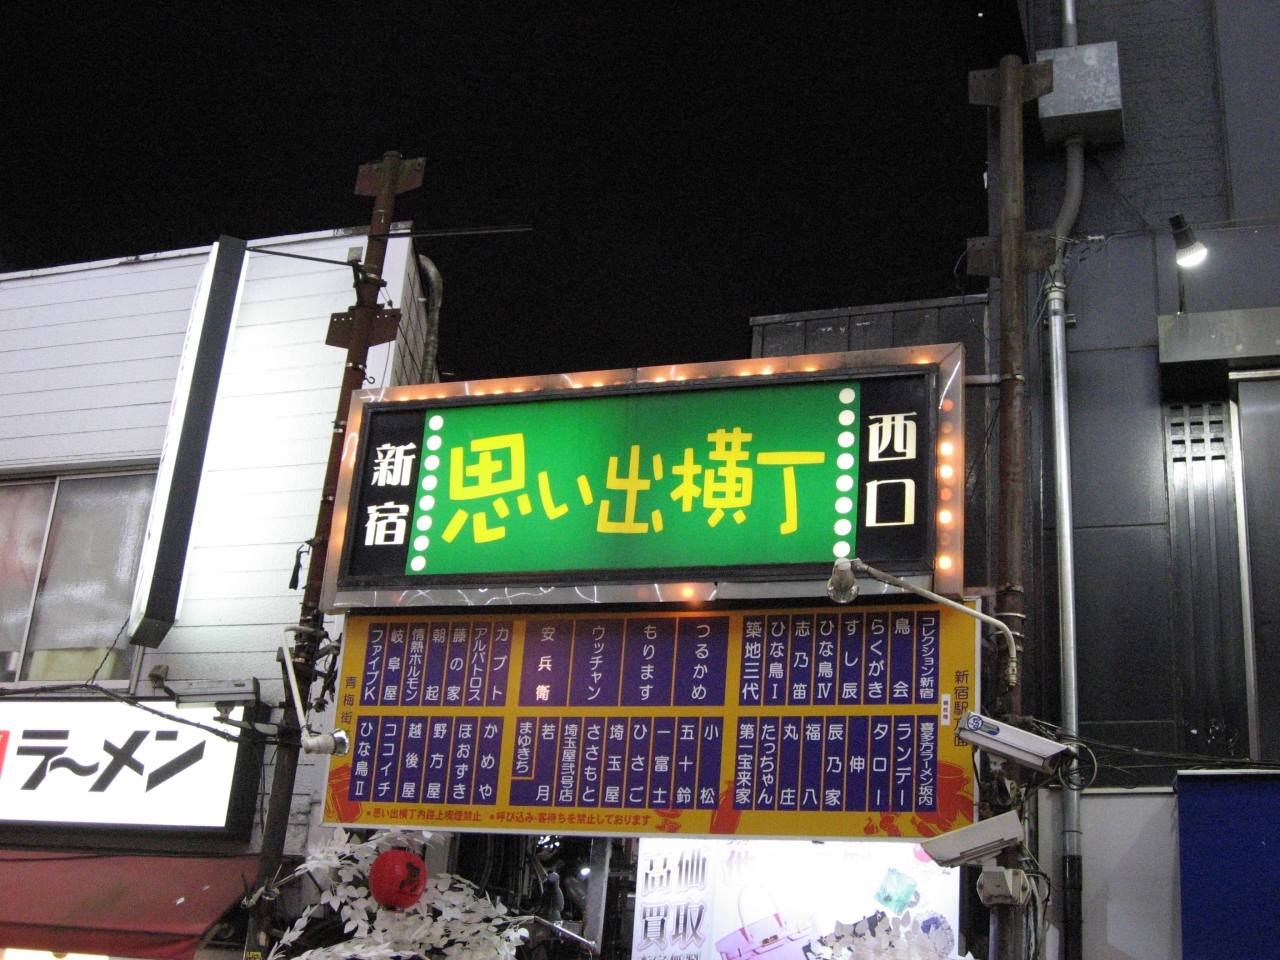 新宿
思い出横丁
西口
コレクション新宿
鳥会
らくがき
すし辰
ひな鳥Ⅳ
志乃笛
ひな鳥Ⅰ
築地三代
つるかめ
もります
ウッチャン
安兵衛
カブト
アルバトロス
藤の家
朝起
情熱ホルモン
岐阜屋
ファイブK
喜多方ラーメン坂内
ランデー
タロー
辰伸
辰乃家
福八
丸庄
たっちゃん
第一宝来家
小松
五十鈴
一富士
ひさご
埼玉屋
ささもと
埼玉屋弐号店
若月
まゆきち
かめや
ほおずき
野方屋
越後屋
ココイチ
ひな鳥Ⅱ
青梅街
新宿駅
●思い出横丁内路上喫煙禁止 ●呼び込み・客待ちを禁止しております
ラーメン
高価
買取